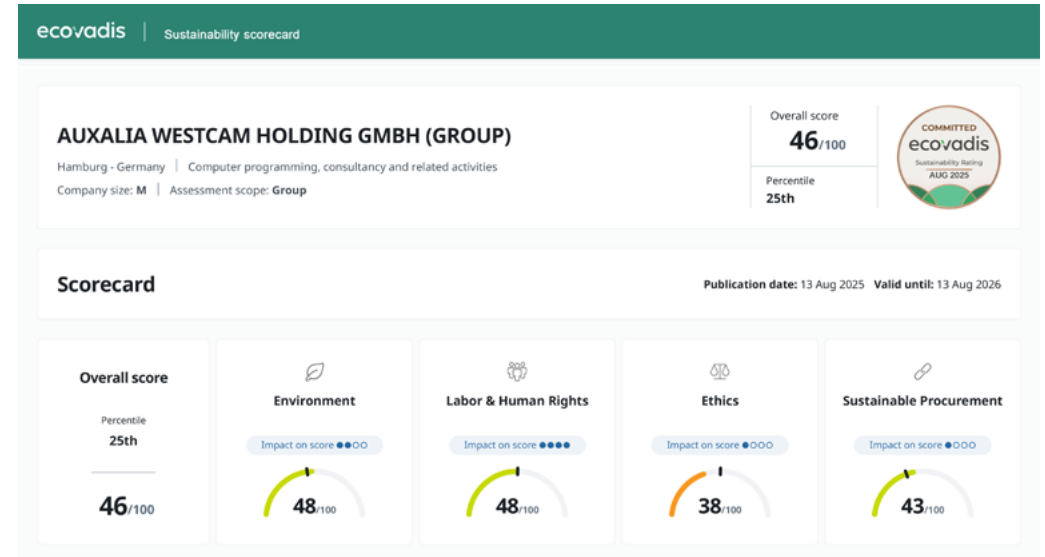 ecovadis | Sustainability scorecard
AUXALIA WESTCAM HOLDING GMBH (GROUP)
Hamburg - Germany | Computer programming, consultancy and related activities
Company size: M | Assessment scope: Group
Overall score
46/100
Percentile
25th
COMMITTED
ecovadis
Sustainability Rating
AUG 2025
Scorecard
Publication date: 13 Aug 2025 Valid until: 13 Aug 2026
Overall score
Percentile
25th
46/100
Environment
Impact on score
48/100
Labor & Human Rights
Impact on score
48/100
Ethics
Impact on score
38/100
Sustainable Procurement
Impact on score
43/100